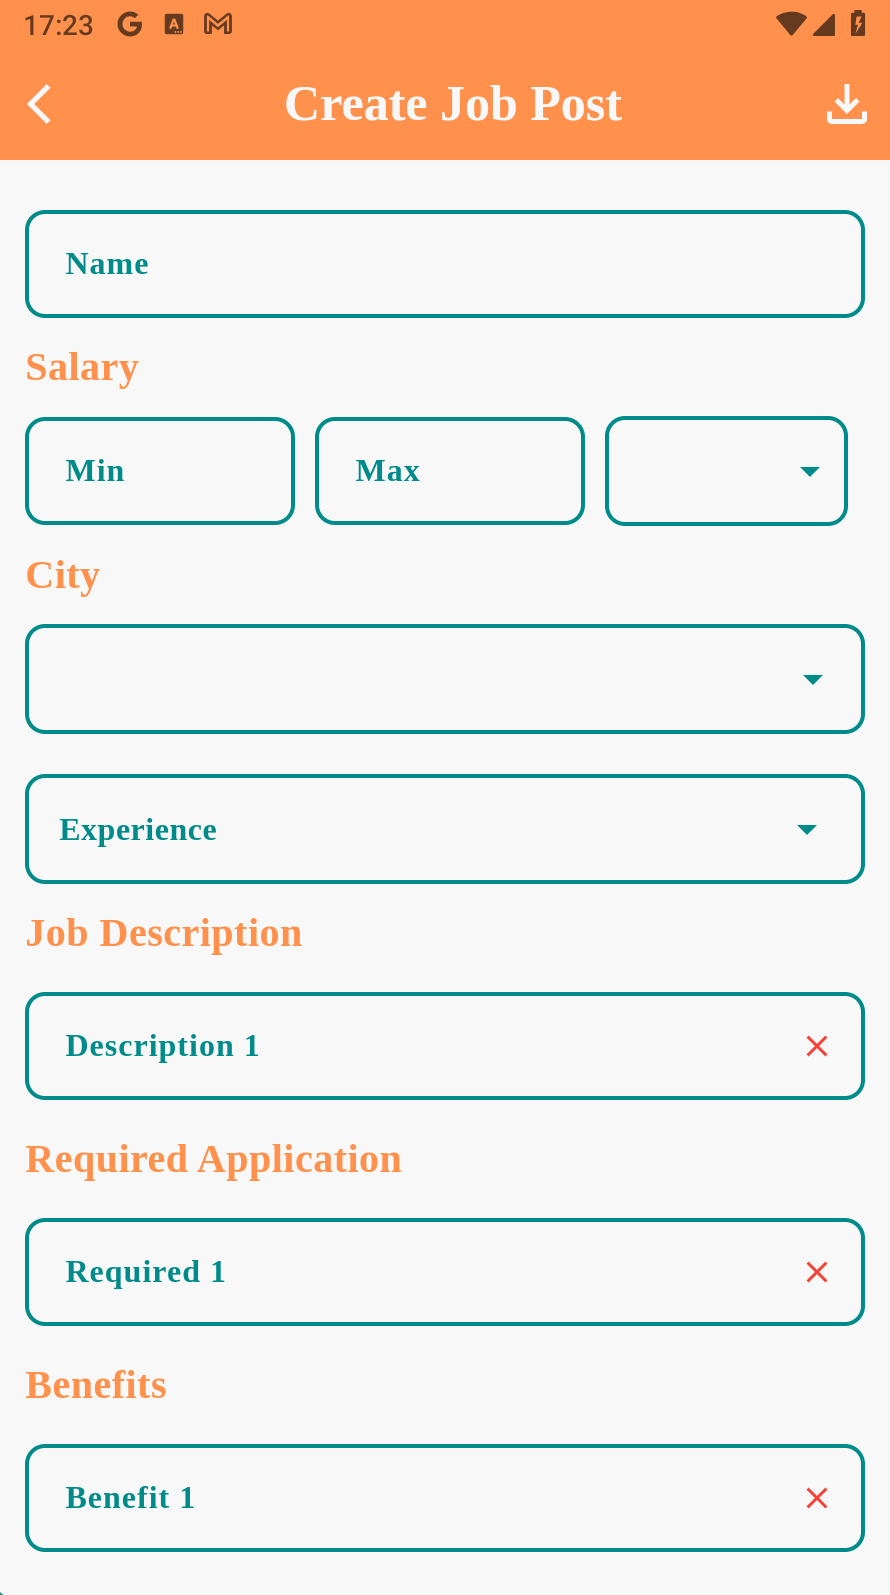 17:23
Create Job Post
Name
Salary
Min Max
City
Experience
Job Description
Description 1
Required Application
Required 1
Benefits
Benefit 1